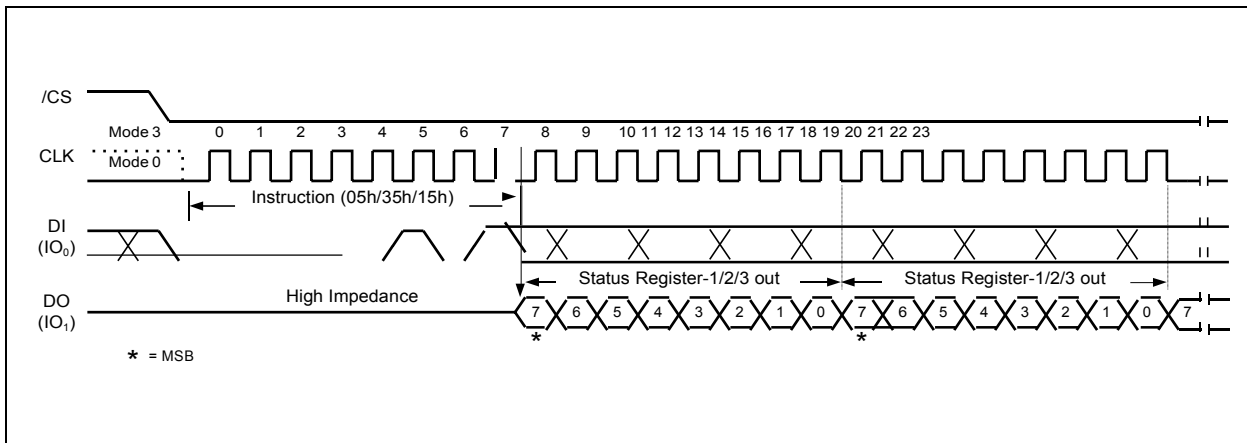 /CS
Mode 3 0 1 2 3 4 5 6 7 8 9 10 11 12 13 14 15 16 17 18 19 20 21 22 23
CLK Mode 0
Instruction (05h/35h/15h)
DI
(IO0)
Status Register-1/2/3 out Status Register-1/2/3 out
High Impedance
DO
(IO1)
7 6 5 4 3 2 1 0 7 6 5 4 3 2 1 0 7
* *
* = MSB